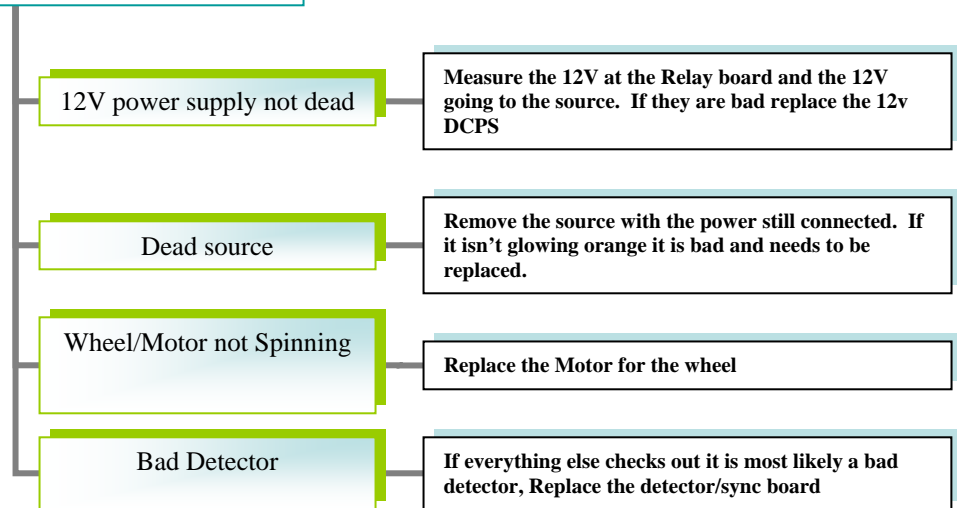 12V power supply not dead
Measure the 12V at the Relay board and the 12V
going to the source.  If they are bad replace the 12v
DCPS
Dead source
Remove the source with the power still connected.  If
it isn't glowing orange it is bad and needs to be
replaced.
Wheel/Motor not Spinning
Replace the Motor for the wheel
Bad Detector
If everything else checks out it is most likely a bad
detector, Replace the detector/sync board